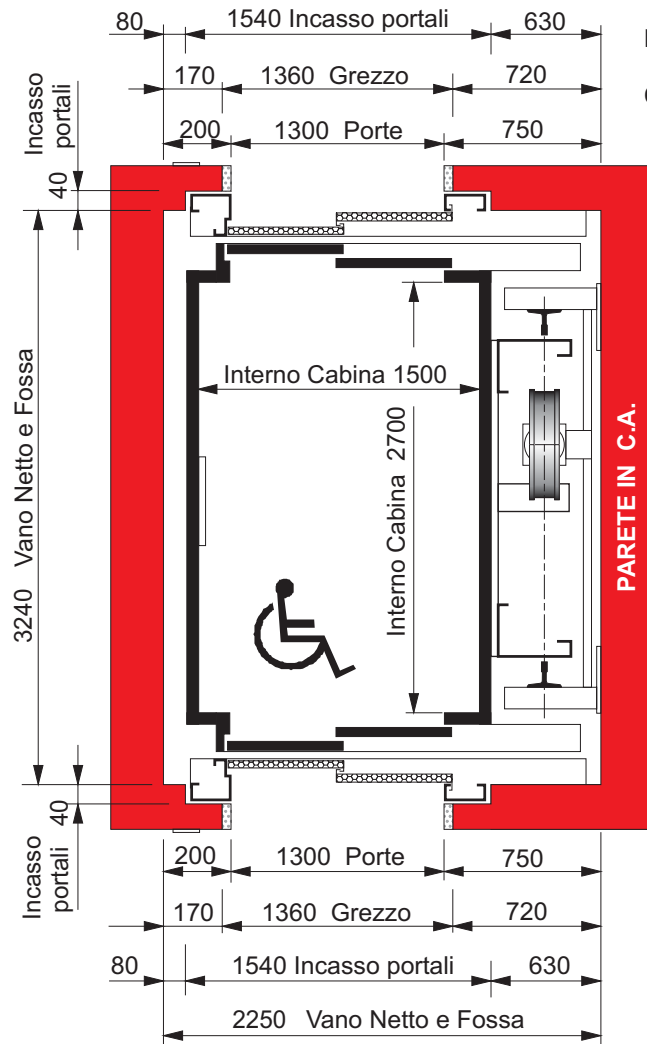 80 1540 Incasso portali 630
170 1360 Grezzo 720
200 1300 Porte 750
Incasso
portali
40
3240 Vano Netto e Fossa
Interno Cabina 1500
Interno Cabina 2700
PARETE IN C.A.
40
Incasso
portali
200 1300 Porte 750
170 1360 Grezzo 720
80 1540 Incasso portali 630
2250 Vano Netto e Fossa